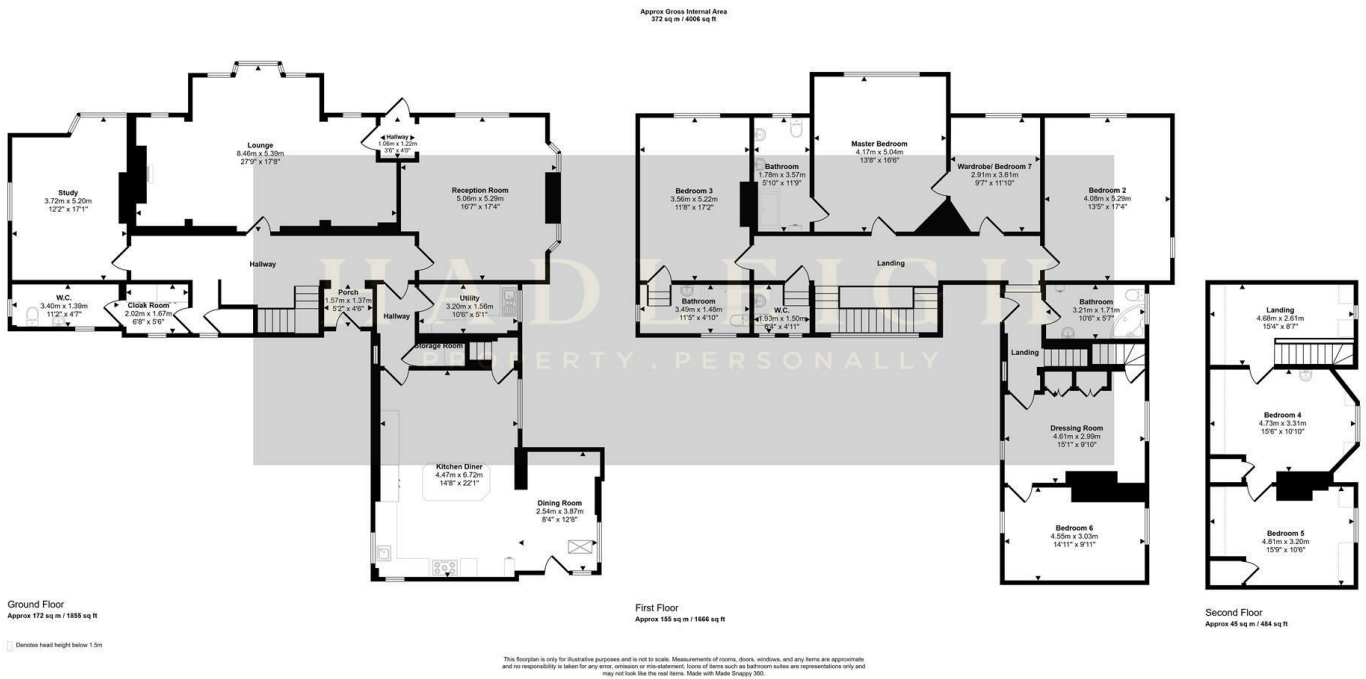 Approx Gross Internal Area
372 sq m / 4006 sq ft
Lounge
8.46m x 5.39m
27'9" x 17'8"
Hallway
1.06m x 1.22m
3'6" x 4'0"
Study
3.72m x 5.20m
12'2" x 17'1"
Reception Room
5.06m x 5.29m
16'7" x 17'4"
Hallway
W.C.
3.40m x 1.39m
11'2" x 4'7"
Cloak Room
2.02m x 1.67m
6'8" x 5'6"
Porch
1.57m x 1.37m
5'2" x 4'6"
Hallway
Utility
3.20m x 1.56m
10'6" x 5'1"
Storage Room
Kitchen Diner
4.47m x 6.72m
14'8" x 22'1"
Dining Room
2.54m x 3.87m
8'4" x 12'8"
Ground Floor
Approx 172 sq m / 1855 sq ft
Denotes head height below 1.5m
HADLEIGH
PROPERTY. PERSONALLY
Bedroom 3
3.56m x 5.22m
11'8" x 17'2"
Bathroom
1.78m x 3.57m
5'10" x 11'9"
Master Bedroom
4.17m x 5.04m
13'8" x 16'6"
Wardrobe/ Bedroom 7
2.91m x 3.61m
9'7" x 11'10"
Bedroom 2
4.08m x 5.29m
13'5" x 17'4"
Landing
Bathroom
3.49m x 1.48m
11'5" x 4'10"
W.C.
1.93m x 1.50m
6'4" x 4'11"
Bathroom
3.21m x 1.71m
10'6" x 5'7"
Landing
Dressing Room
4.61m x 2.99m
15'1" x 9'10"
Bedroom 6
4.55m x 3.03m
14'11" x 9'11"
First Floor
Approx 155 sq m / 1666 sq ft
Landing
4.68m x 2.61m
15'4" x 8'7"
Bedroom 4
4.73m x 3.31m
15'6" x 10'10"
Bedroom 5
4.81m x 3.20m
15'9" x 10'6"
Second Floor
Approx 45 sq m / 484 sq ft
This floorplan is only for illustrative purposes and is not to scale. Measurements of rooms, doors, windows, and any items are approximate
and no responsibility is taken for any error, omission or mis-statement. Icons of items such as bathroom suites are representations only and
may not look like the real items. Made with Made Snappy 360.